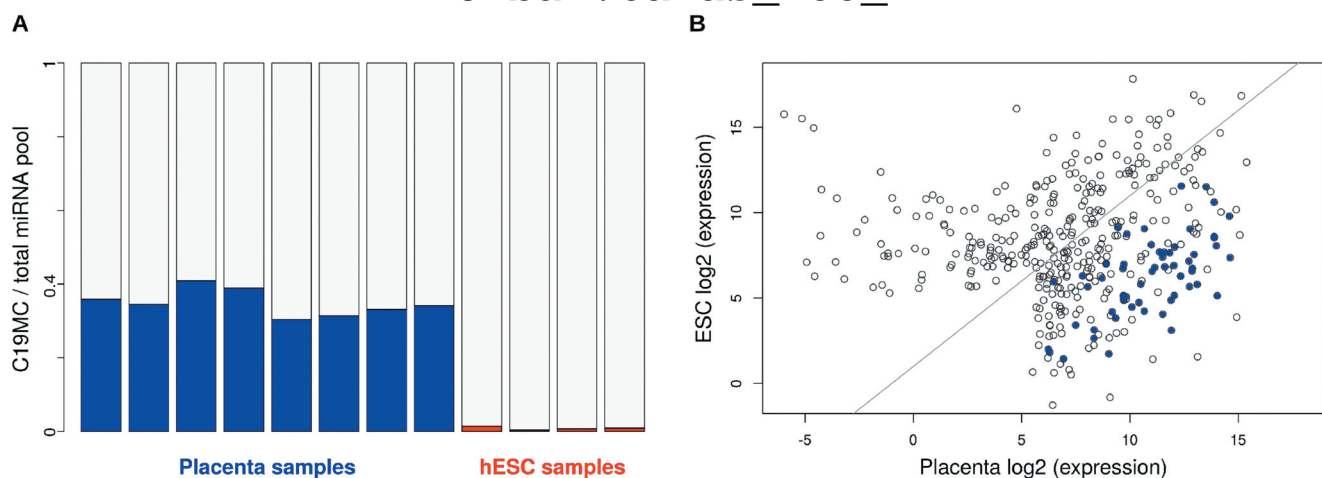 A
B
C19MC / total miRNA pool
1
0,4
0
Placenta samples
hESC samples
ESC log2 (expression)
15
10
5
0
-5
0
5
10
15
Placenta log2 (expression)